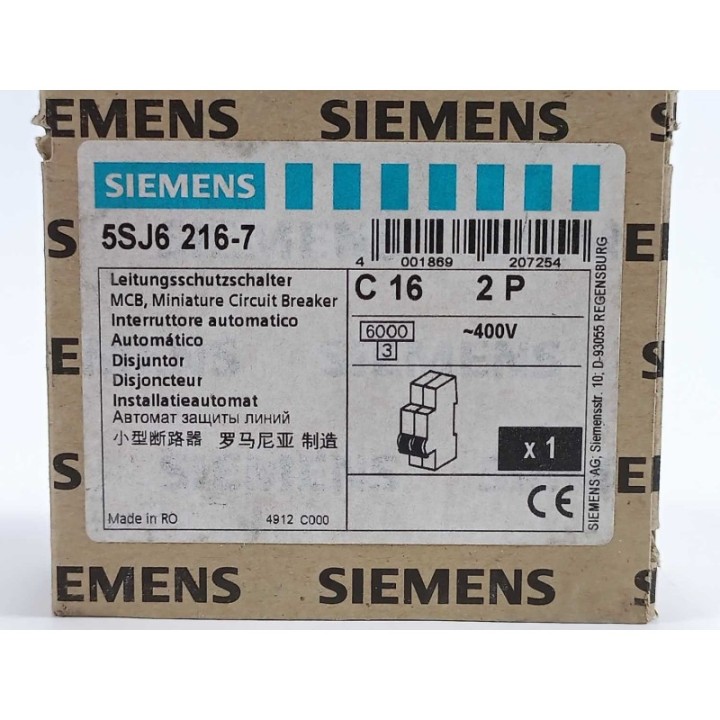 EMENS SIEMENS S
SIEMENS
5SJ6 216-7
4 001869 207254
Leitungsschutzschalter
MCB, Miniature Circuit Breaker
Interruttore automatico
Automático
Disjuntor
Disjoncteur
Installatieautomat
Автомат защиты линий
小型断路器 罗马尼亚 制造
Made in RO 4912 C000
C 16 2 P
6000
3
~400V
x 1
CE
SIEMENS AG; Siemensstr. 10; D-93055 REGENSBURG
EMENS SIEMENS S